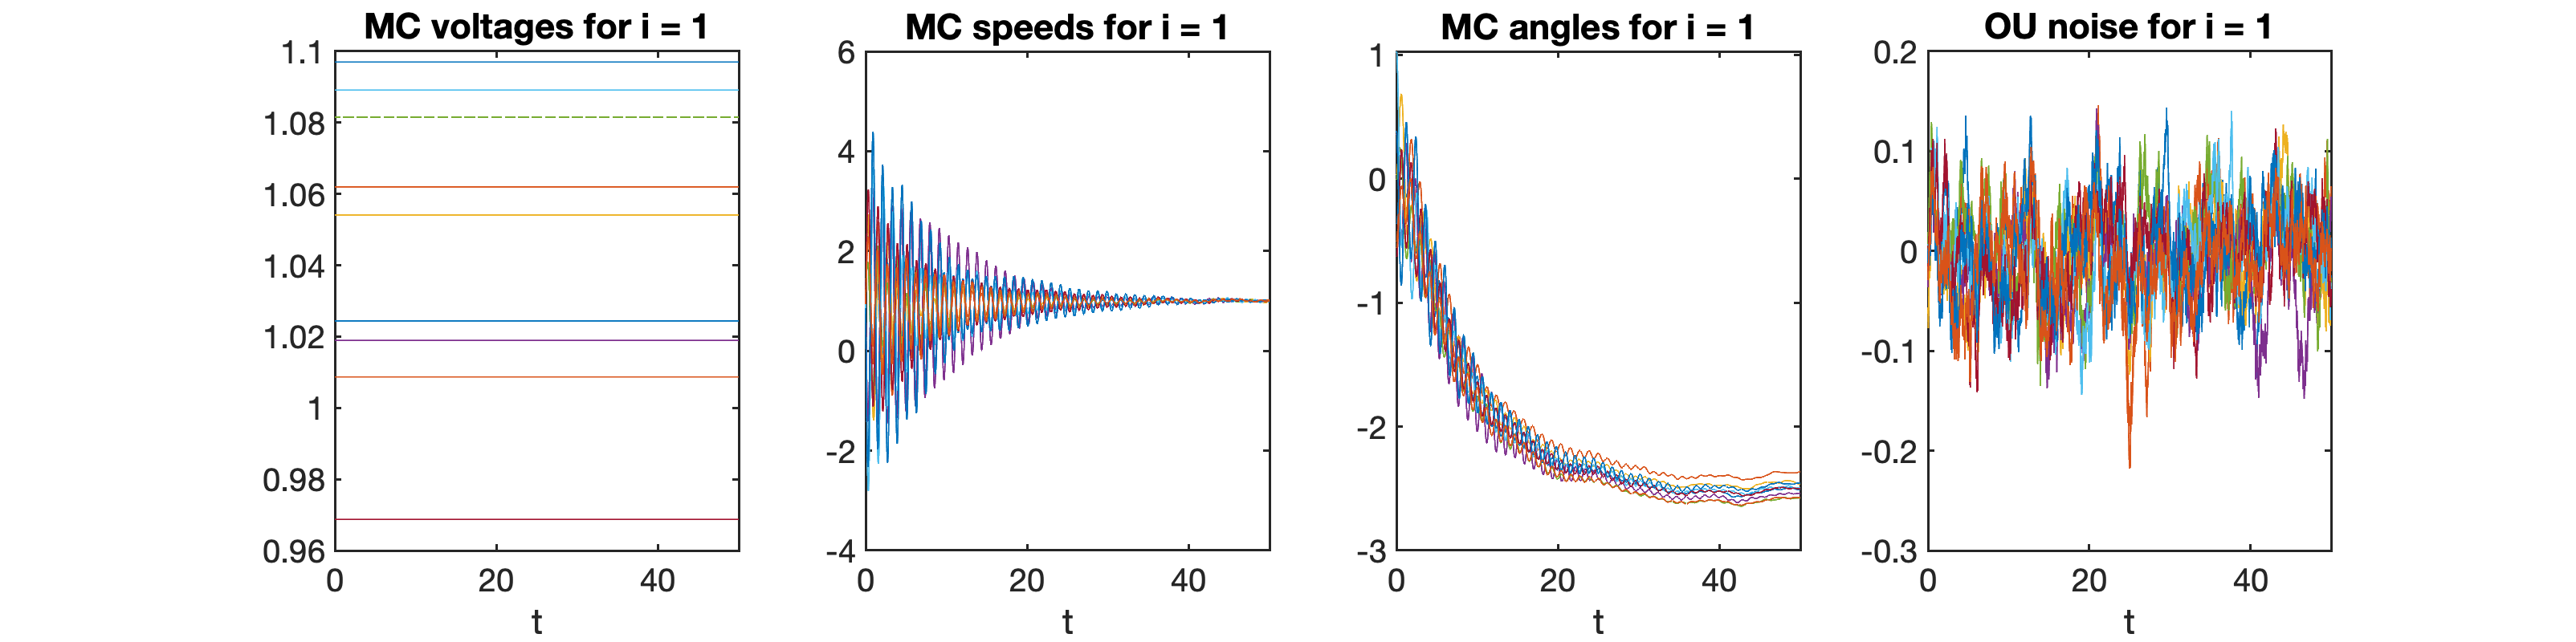 MC voltages for i = 1
1.1
1.08
1.06
1.04
1.02
1
0.98
0.96
0 20 40
t
MC speeds for i = 1
6
4
2
0
-2
-4
0 20 40
t
MC angles for i = 1
1
0
-1
-2
-3
0 20 40
t
OU noise for i = 1
0.2
0.1
0
-0.1
-0.2
-0.3
0 20 40
t